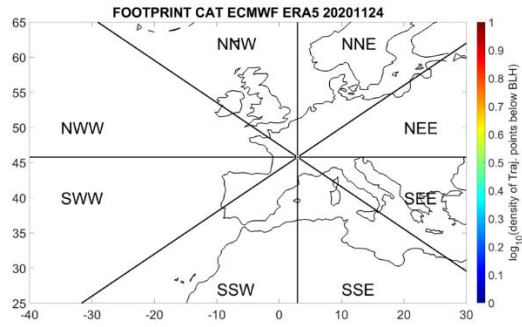 FOOTPRINT CAT ECMWF ERA5 20201124
65
60
55
50
45
40
35
30
25
-40
-30
-20
-10
0
10
20
30
NNW
NNE
NWW
NEE
SWW
SEE
SSW
SSE
1
0.9
0.8
0.7
0.6
0.5
0.4
0.3
0.2
0.1
0
log10(density of Traj. points below BLH)